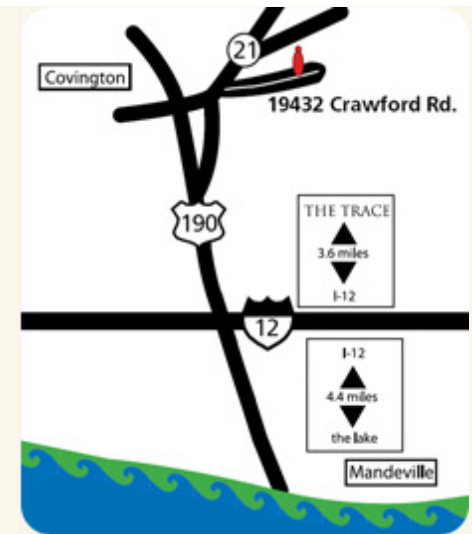 21
Covington
19432 Crawford Rd.
190
THE TRACE
3.6 miles
I-12
12
I-12
4.4 miles
the lake
Mandeville